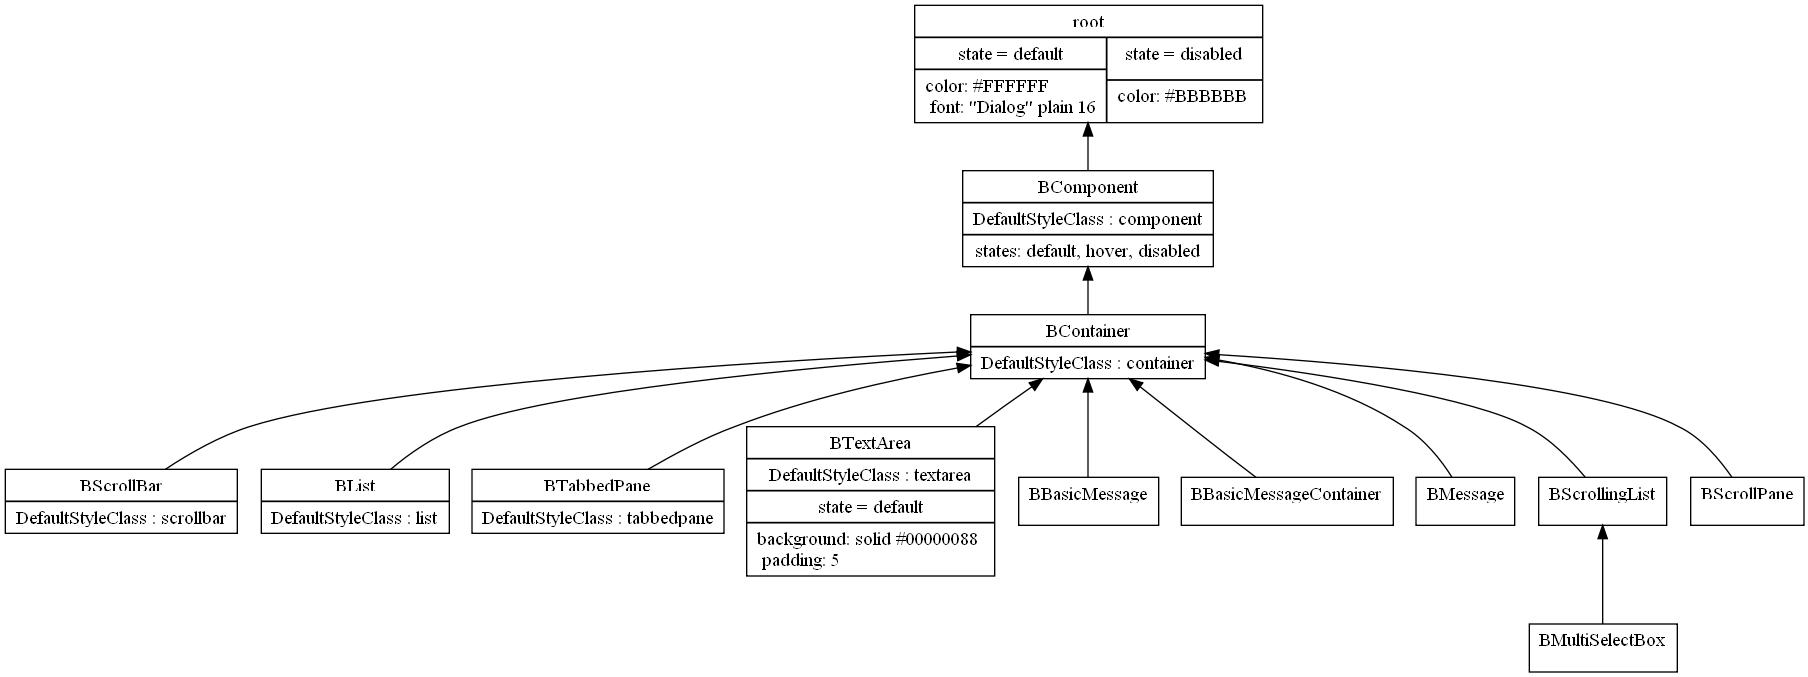 root
state = default
state = disabled
color: #FFFFFF
font: "Dialog" plain 16
color: #BBBBBB
BComponent
DefaultStyleClass : component
states: default, hover, disabled
BContainer
DefaultStyleClass : container
BScrollBar
DefaultStyleClass : scrollbar
BList
DefaultStyleClass : list
BTabbedPane
DefaultStyleClass : tabbedpane
BTextArea
DefaultStyleClass : textarea
state = default
background: solid #00000088
padding: 5
BBasicMessage
BBasicMessageContainer
BMessage
BScrollingList
BScrollPane
BMultiSelectBox